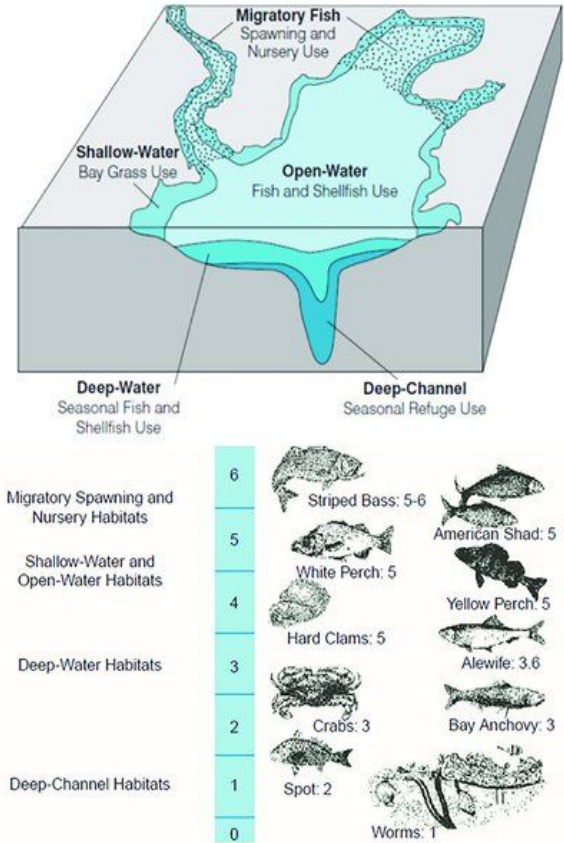 Migratory Fish
Spawning and
Nursery Use
Shallow-Water
Bay Grass Use
Open-Water
Fish and Shellfish Use
Deep-Water
Seasonal Fish and
Shellfish Use
Deep-Channel
Seasonal Refuge Use
6
Striped Bass: 5-6
Migratory Spawning and
Nursery Habitats
American Shad: 5
5
Shallow-Water and
Open-Water Habitats
White Perch: 5
Yellow Perch: 5
4
Hard Clams: 5
Alewife: 3.6
Deep-Water Habitats
3
Crabs: 3
Bay Anchovy: 3
2
Deep-Channel Habitats
1
Spot: 2
0
Worms: 1